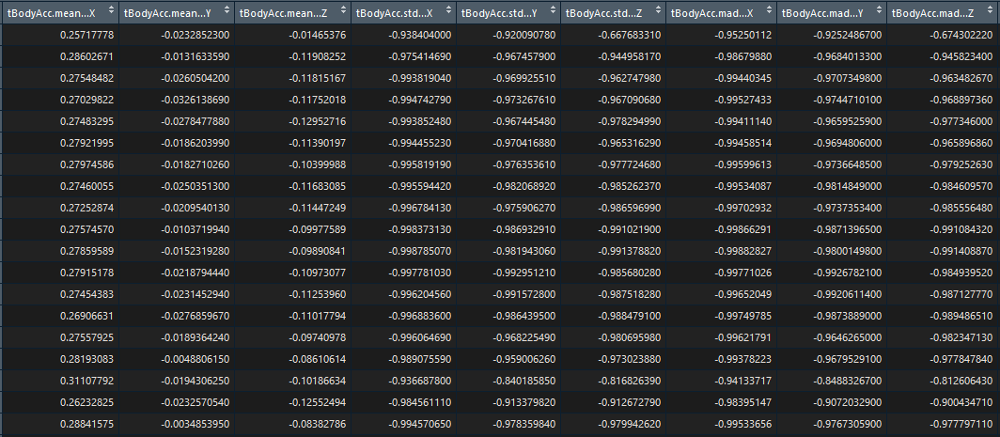 tBodyAcc.mean...X tBodyAcc.mean...Y tBodyAcc.mean...Z tBodyAcc.std...X tBodyAcc.std...Y tBodyAcc.std...Z tBodyAcc.mad...X tBodyAcc.mad...Y tBodyAcc.mad...Z
0.25717778 -0.0232852300 -0.01465376 -0.938404000 -0.920090780 -0.667683310 -0.95250112 -0.9252486700 -0.674302220
0.28602671 -0.0131633590 -0.11908252 -0.975414690 -0.967457900 -0.944958170 -0.98679880 -0.9684013300 -0.945823400
0.27548482 -0.0260504200 -0.11815167 -0.993819040 -0.969925510 -0.962747980 -0.99440345 -0.9707349800 -0.963482670
0.27029822 -0.0326138690 -0.11752018 -0.994742790 -0.973267610 -0.967090680 -0.99527433 -0.9744710100 -0.968897360
0.27483295 -0.0278477880 -0.12952716 -0.993852480 -0.967445480 -0.978294990 -0.99411140 -0.9659525900 -0.977346000
0.27921995 -0.0186203990 -0.11390197 -0.994455230 -0.970416880 -0.965316290 -0.99458514 -0.9694806000 -0.965896860
0.27974586 -0.0182710260 -0.10399988 -0.995819190 -0.976353610 -0.977724680 -0.99599613 -0.9736648500 -0.979252630
0.27460055 -0.0250351300 -0.11683085 -0.995594420 -0.982068920 -0.985262370 -0.99534087 -0.9814849000 -0.984609570
0.27252874 -0.0209540130 -0.11447249 -0.996784130 -0.975906270 -0.986596990 -0.99702932 -0.9737353400 -0.985556480
0.27574570 -0.0103719940 -0.09977589 -0.998373130 -0.986932910 -0.991021900 -0.99866291 -0.9871396500 -0.991084320
0.27859589 -0.0152319280 -0.09890841 -0.998785070 -0.981943060 -0.991378820 -0.99882827 -0.9800149800 -0.991408870
0.27915178 -0.0218794440 -0.10973077 -0.997781030 -0.992951210 -0.985680280 -0.99771026 -0.9926782100 -0.984939520
0.27454383 -0.0231452940 -0.11253960 -0.996204560 -0.991572800 -0.987518280 -0.99652049 -0.9920611400 -0.987127770
0.26906631 -0.0276859670 -0.11017794 -0.996883600 -0.986439500 -0.988479100 -0.99749785 -0.9873889000 -0.989486510
0.27557925 -0.0189364240 -0.09740978 -0.996064690 -0.968225490 -0.980695980 -0.99621791 -0.9646265000 -0.982347130
0.28193083 -0.0048806150 -0.08610614 -0.989075590 -0.959006260 -0.973023880 -0.99378223 -0.9679529100 -0.977847840
0.31107792 -0.0194306250 -0.10186634 -0.936687800 -0.840185850 -0.816826390 -0.94133717 -0.8488326700 -0.812606430
0.26232825 -0.0232570540 -0.12552494 -0.984561110 -0.913379820 -0.912672790 -0.98395147 -0.9072032900 -0.900434710
0.28841575 -0.0034853950 -0.08382786 -0.994570650 -0.978359840 -0.979942620 -0.99533656 -0.9767305900 -0.977797110